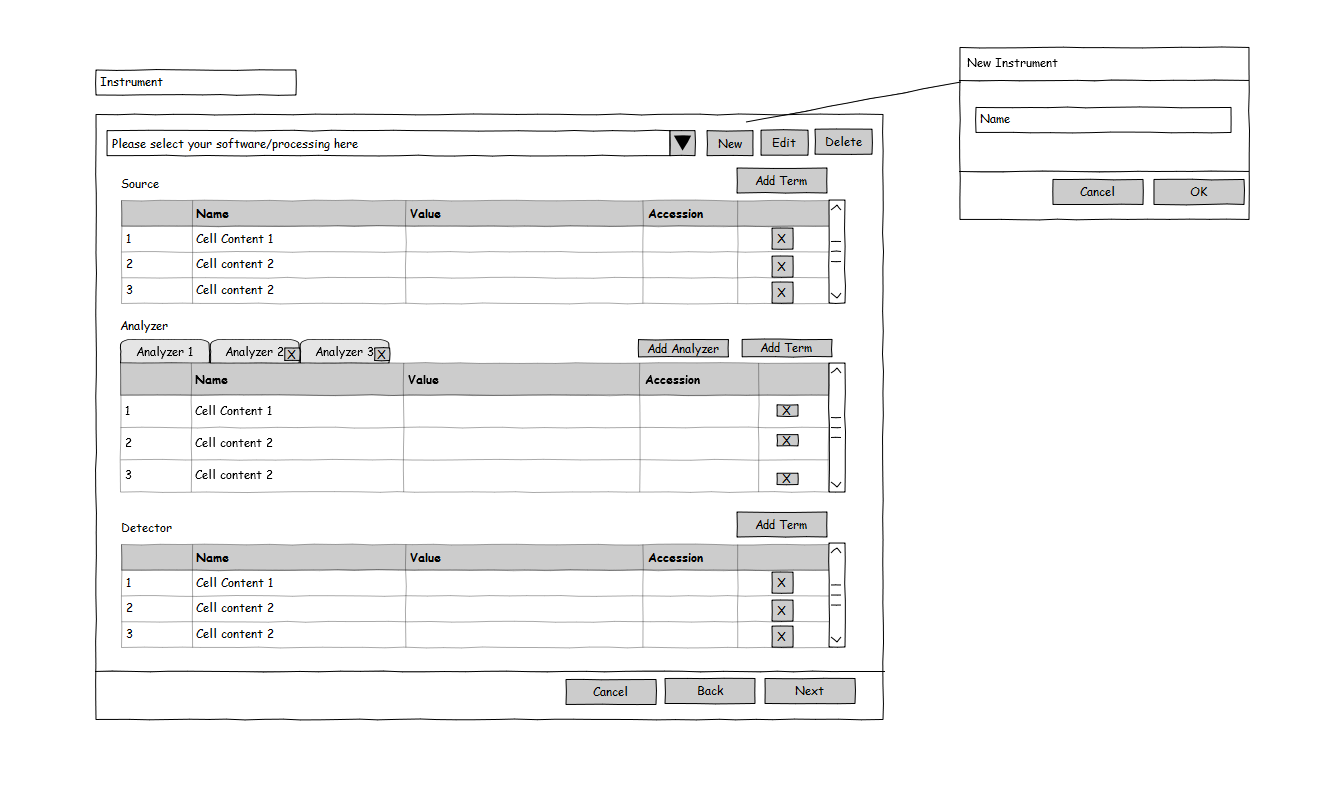 Instrument
New Instrument
Name
Cancel OK
Please select your software/processing here New Edit Delete
Source Add Term
Name Value Accession
1 Cell Content 1 X
2 Cell content 2 X
3 Cell content 2 X
Analyzer
Analyzer 1 Analyzer 2 X Analyzer 3 X Add Analyzer Add Term
Name Value Accession
1 Cell Content 1 X
2 Cell content 2 X
3 Cell content 2 X
Detector Add Term
Name Value Accession
1 Cell Content 1 X
2 Cell content 2 X
3 Cell content 2 X
Cancel Back Next